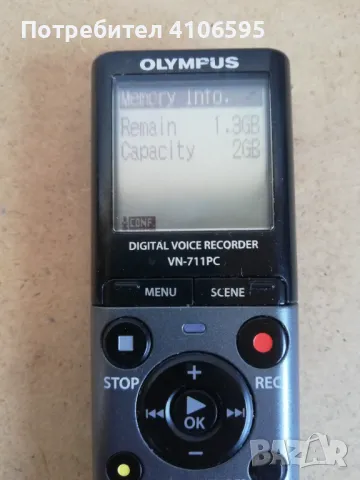 Потребител 4106595
OLYMPUS
Memory Info.
Remain 1.3GB
Capacity 2GB
CONF
DIGITAL VOICE RECORDER
VN-711PC
MENU SCENE
STOP REC
+
OK
−
BAZAR